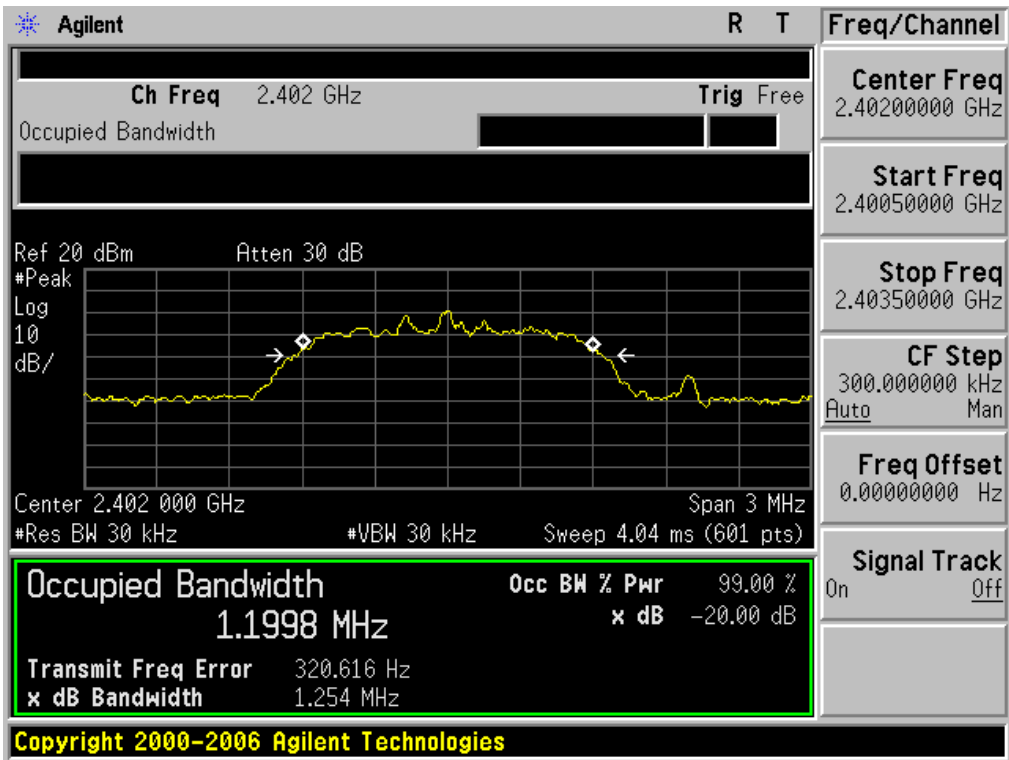 Agilent R T
Freq/Channel
Ch Freq 2.402 GHz Trig Free
Occupied Bandwidth
Center Freq
2.40200000 GHz
Start Freq
2.40050000 GHz
Stop Freq
2.40350000 GHz
CF Step
300.000000 kHz
Auto Man
Freq Offset
0.00000000 Hz
Signal Track
On Off
Ref 20 dBm Atten 30 dB
#Peak
Log
10
dB/
Center 2.402 000 GHz Span 3 MHz
#Res BW 30 kHz #VBW 30 kHz Sweep 4.04 ms (601 pts)
Occupied Bandwidth
1.1998 MHz
Occ BW % Pwr 99.00 %
x dB -20.00 dB
Transmit Freq Error 320.616 Hz
x dB Bandwidth 1.254 MHz
Copyright 2000-2006 Agilent Technologies